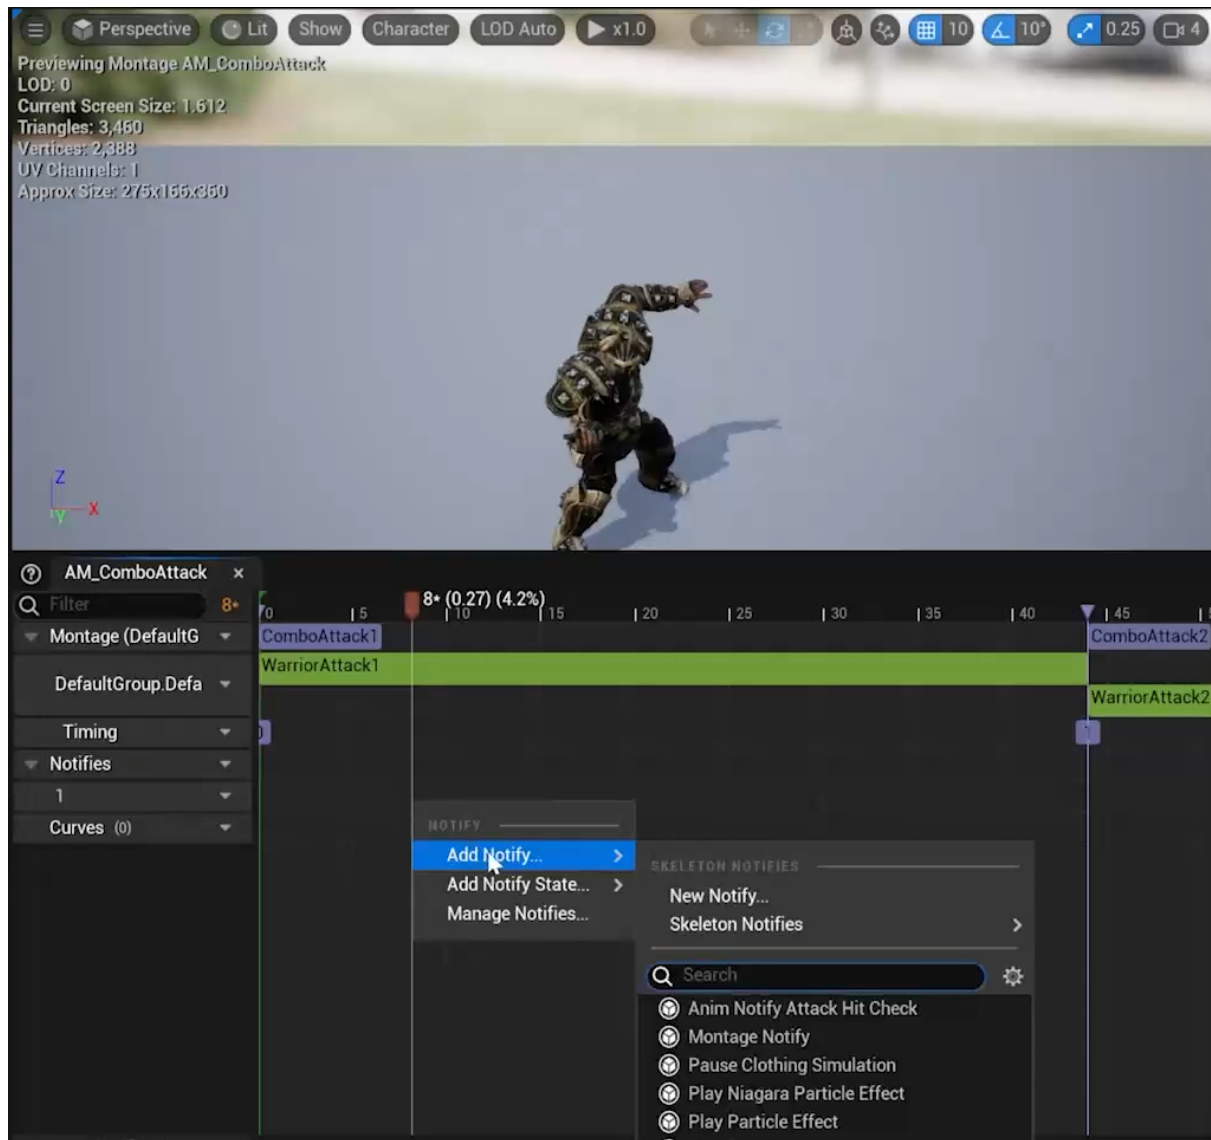 Perspective Lit Show Character LOD Auto x1.0 10 10° 0.25 4
Previewing Montage AM_ComboAttack
LOD: 0
Current Screen Size: 1.612
Triangles: 3,460
Vertices: 2,388
UV Channels: 1
Approx Size: 275x166x360
Z
X
Y
AM_ComboAttack ×
Filter 8* 8* (0.27) (4.2%)
0 5 10 15 20 25 30 35 40 45
Montage (DefaultG ComboAttack1 ComboAttack2
WarriorAttack1
DefaultGroup.Defa WarriorAttack2
Timing
Notifies
1
Curves (0)
NOTIFY
Add Notify...
Add Notify State...
Manage Notifies...
SKELETON NOTIFIES
New Notify...
Skeleton Notifies
Search
Anim Notify Attack Hit Check
Montage Notify
Pause Clothing Simulation
Play Niagara Particle Effect
Play Particle Effect